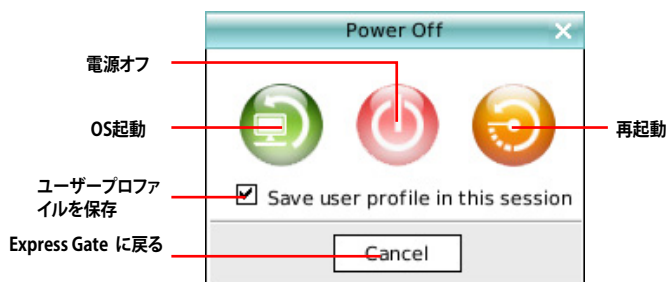 Power Off
電源オフ
OS起動
再起動
ユーザープロファ
イルを保存
Save user profile in this session
Express Gate に戻る
Cancel